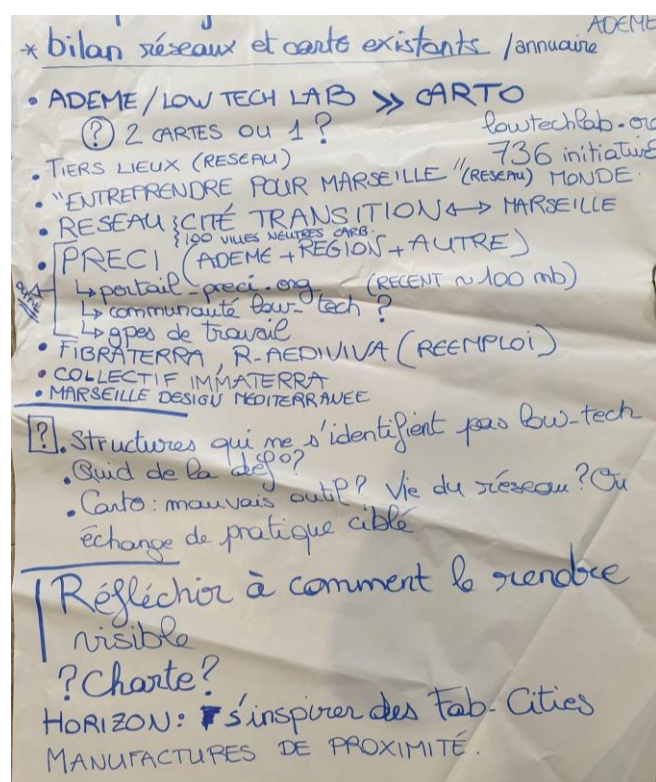 ADEME
* bilan réseaux et carto existants /annuaire
• ADEME/LOW TECH LAB >> CARTO
? 2 CARTES OU 1 ?
lowtechlab.org
736 initiatives
• TIERS LIEUX (RESEAU)
• "ENTREPRENDRE POUR MARSEILLE" (RESEAU) MONDE.
• RESEAU { CITÉ TRANSITION <-> MARSEILLE
{ 100 VILLES NEUTRES CARB.
• PRECI (ADEME + REGION + AUTRE)
↳ portail-preci.org (RECENT ~ 100 mb)
↳ communauté low-tech ?
↳ gpes de travail
• FIBRATERRA, R-AEDIVIVA (REEMPLOI)
• COLLECTIF IMMATERRA
• MARSEILLE DESIGN MEDITERRANEE
?. Structures qui ne s'identifient pas low-tech
• Quid de la déf°?
• Carto: mauvais outil? Vie du réseau? Ou
échange de pratique ciblé
Réfléchir à comment le rendre
visible
? Charte ?
HORIZON: s'inspirer des Fab-Cities
MANUFACTURES DE PROXIMITÉ.